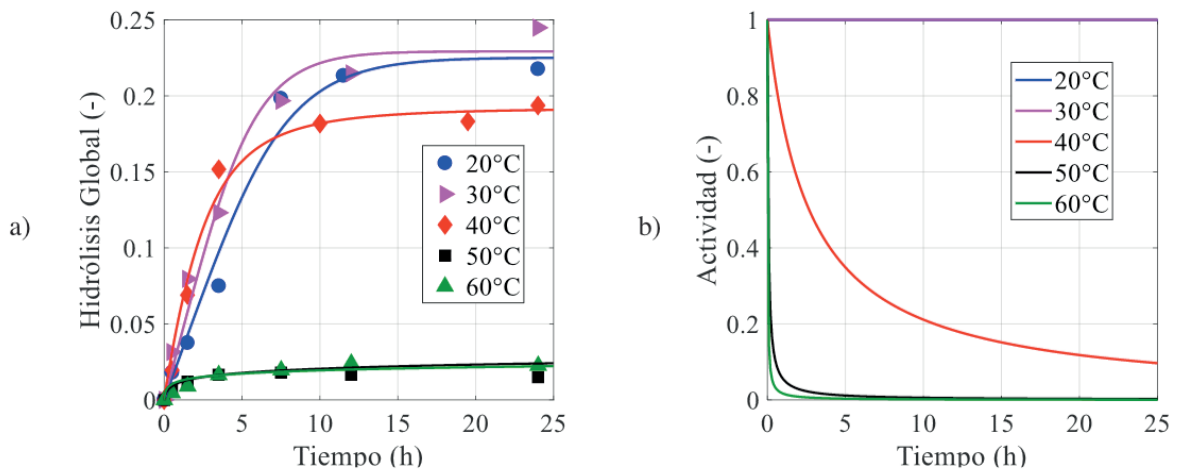 a)
Hidrólisis Global (-)
0.25
0.2
0.15
0.1
0.05
0
0 5 10 15 20 25
Tiempo (h)
20°C
30°C
40°C
50°C
60°C
b)
Actividad (-)
1
0.8
0.6
0.4
0.2
0
0 5 10 15 20 25
Tiempo (h)
20°C
30°C
40°C
50°C
60°C